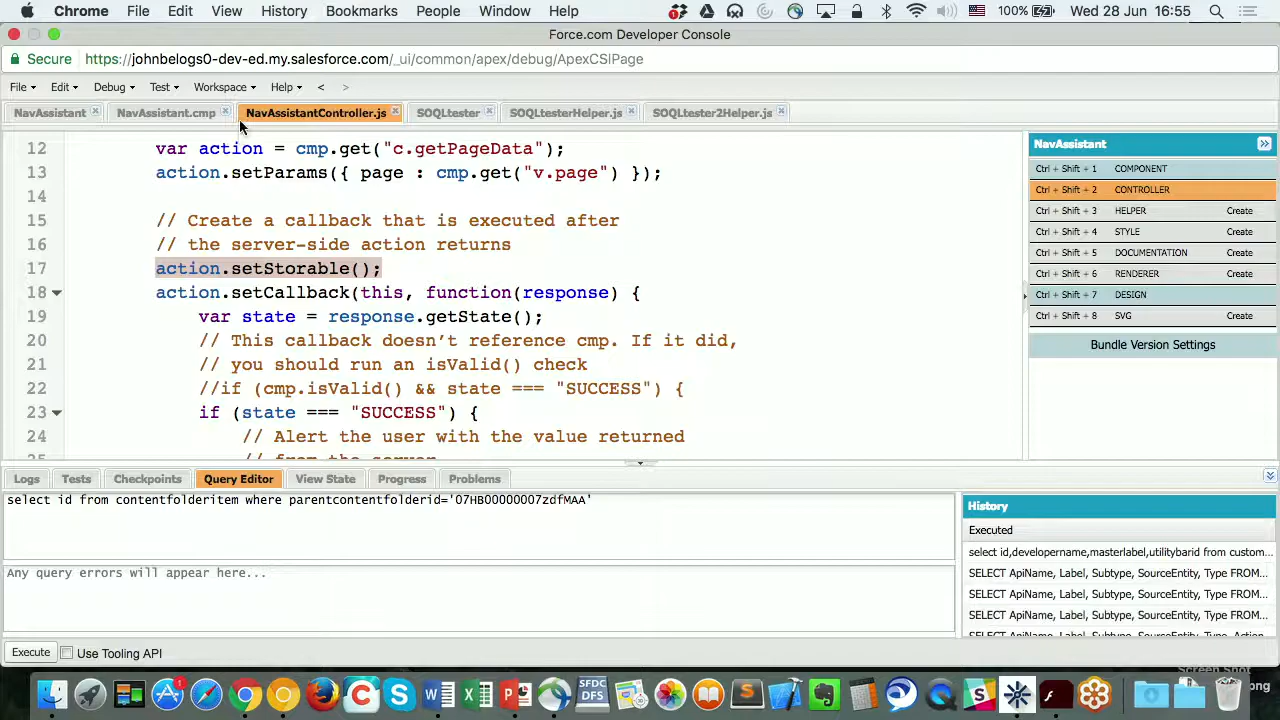 Chrome File Edit View History Bookmarks People Window Help 1 100% Wed 28 Jun 16:55
Force.com Developer Console
Secure https://johnbelogs0-dev-ed.my.salesforce.com/_ui/common/apex/debug/ApexCSIPage
File Edit Debug Test Workspace Help < >
NavAssistant NavAssistant.cmp NavAssistantController.js SOQLtester SOQLtesterHelper.js SOQLtester2Helper.js
12 var action = cmp.get("c.getPageData");
13 action.setParams({ page : cmp.get("v.page") });
14
15 // Create a callback that is executed after
16 // the server-side action returns
17 action.setStorable();
18 action.setCallback(this, function(response) {
19 var state = response.getState();
20 // This callback doesn’t reference cmp. If it did,
21 // you should run an isValid() check
22 //if (cmp.isValid() && state === "SUCCESS") {
23 if (state === "SUCCESS") {
24 // Alert the user with the value returned
25 // from the server
NavAssistant
Ctrl + Shift + 1 COMPONENT
Ctrl + Shift + 2 CONTROLLER
Ctrl + Shift + 3 HELPER Create
Ctrl + Shift + 4 STYLE Create
Ctrl + Shift + 5 DOCUMENTATION Create
Ctrl + Shift + 6 RENDERER Create
Ctrl + Shift + 7 DESIGN
Ctrl + Shift + 8 SVG Create
Bundle Version Settings
Logs Tests Checkpoints Query Editor View State Progress Problems
select id from contentfolderitem where parentcontentfolderid='07HB00000007zdfMAA'
Any query errors will appear here...
History
Executed
select id,developername,masterlabel,utilitybarid from custom...
SELECT ApiName, Label, Subtype, SourceEntity, Type FROM...
SELECT ApiName, Label, Subtype, SourceEntity, Type FROM...
SELECT ApiName, Label, Subtype, SourceEntity, Type FROM...
SELECT ApiName, Label, Subtype, SourceEntity, Type, Action
Execute Use Tooling API
Screen Shot
png
1
SFDC
DFS